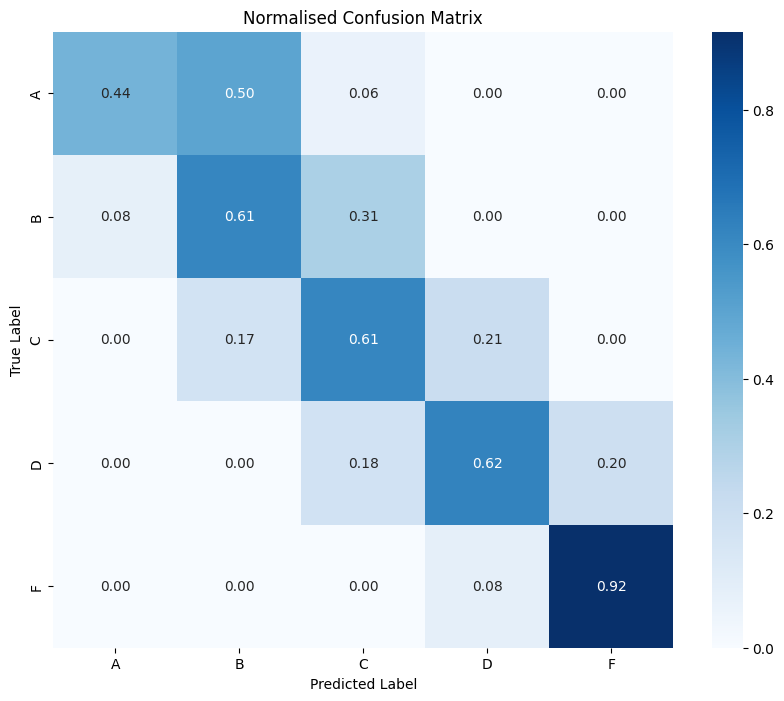 Normalised Confusion Matrix
True Label
A 0.44 0.50 0.06 0.00 0.00
B 0.08 0.61 0.31 0.00 0.00
C 0.00 0.17 0.61 0.21 0.00
D 0.00 0.00 0.18 0.62 0.20
F 0.00 0.00 0.00 0.08 0.92
A B C D F
Predicted Label
0.8
0.6
0.4
0.2
0.0